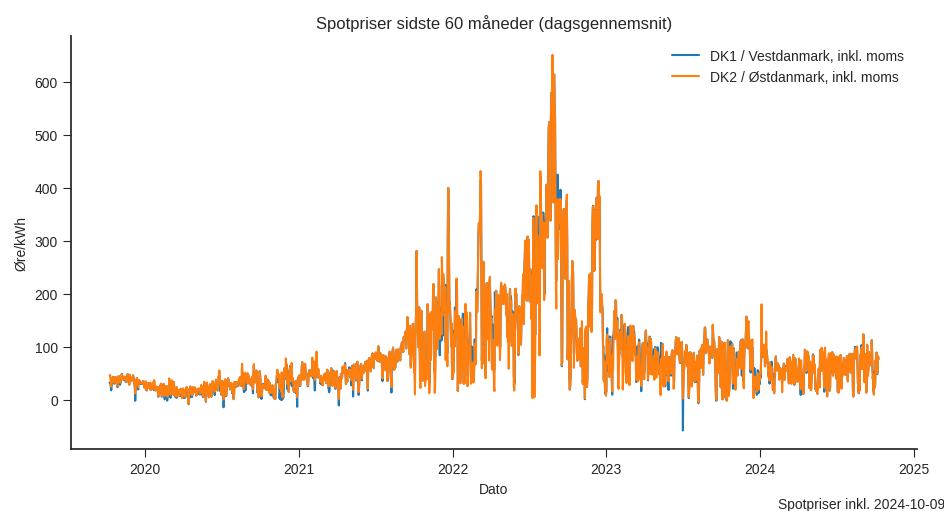 Spotpriser sidste 60 måneder (dagsgennemsnit)
DK1 / Vestdanmark, inkl. moms
DK2 / Østdanmark, inkl. moms
600
500
400
300
200
100
0
Øre/kWh
2020 2021 2022 2023 2024 2025
Dato
Spotpriser inkl. 2024-10-09